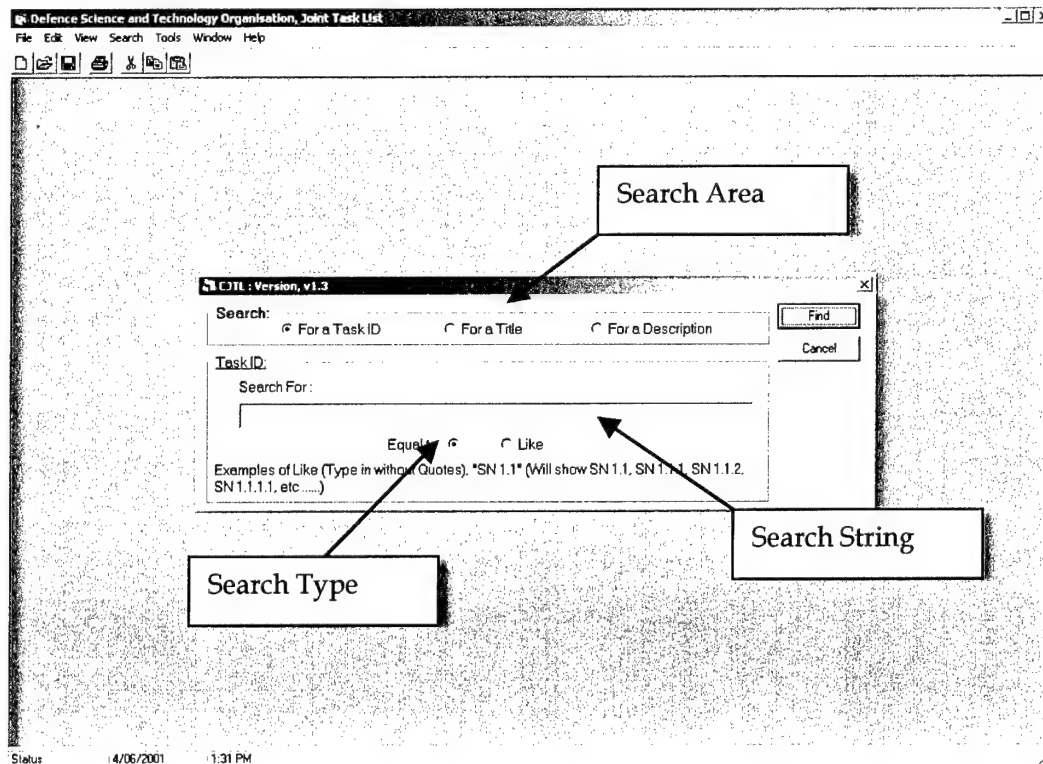 Defence Science and Technology Organisation, Joint Task List
File Edit View Search Tools Window Help
Search Area
CJTL : Version, v1.3
Search:
For a Task ID For a Title For a Description
Find
Cancel
Task ID:
Search For :
Equals Like
Examples of Like (Type in without Quotes), "SN 1.1" (Will show SN 1.1, SN 1.1.1, SN 1.1.2,
SN 1.1.1.1, etc .....)
Search String
Search Type
Status 4/06/2001 1:31 PM